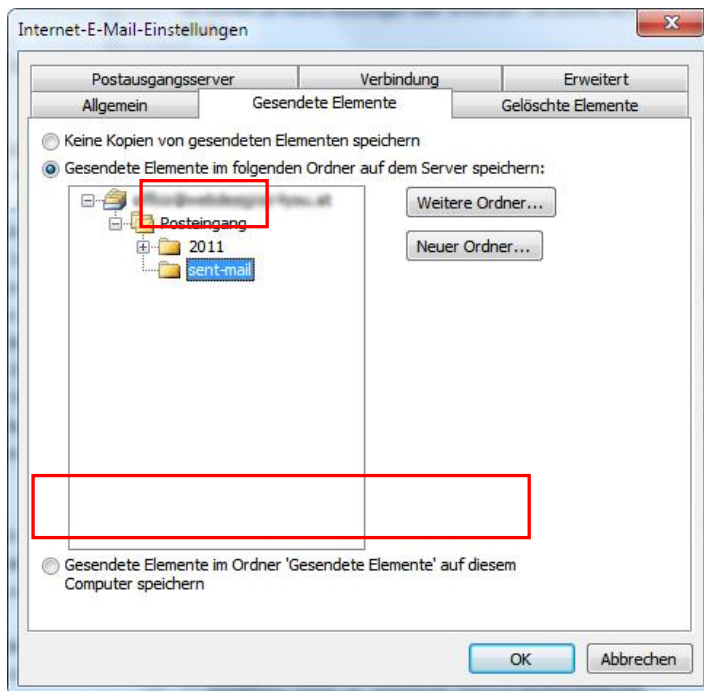 Internet-E-Mail-Einstellungen
Postausgangsserver Verbindung Erweitert
Allgemein Gesendete Elemente Gelöschte Elemente
Keine Kopien von gesendeten Elementen speichern
Gesendete Elemente im folgenden Ordner auf dem Server speichern:
Weitere Ordner...
Posteingang
2011
Neuer Ordner...
sent-mail
Gesendete Elemente im Ordner 'Gesendete Elemente' auf diesem
Computer speichern
OK Abbrechen